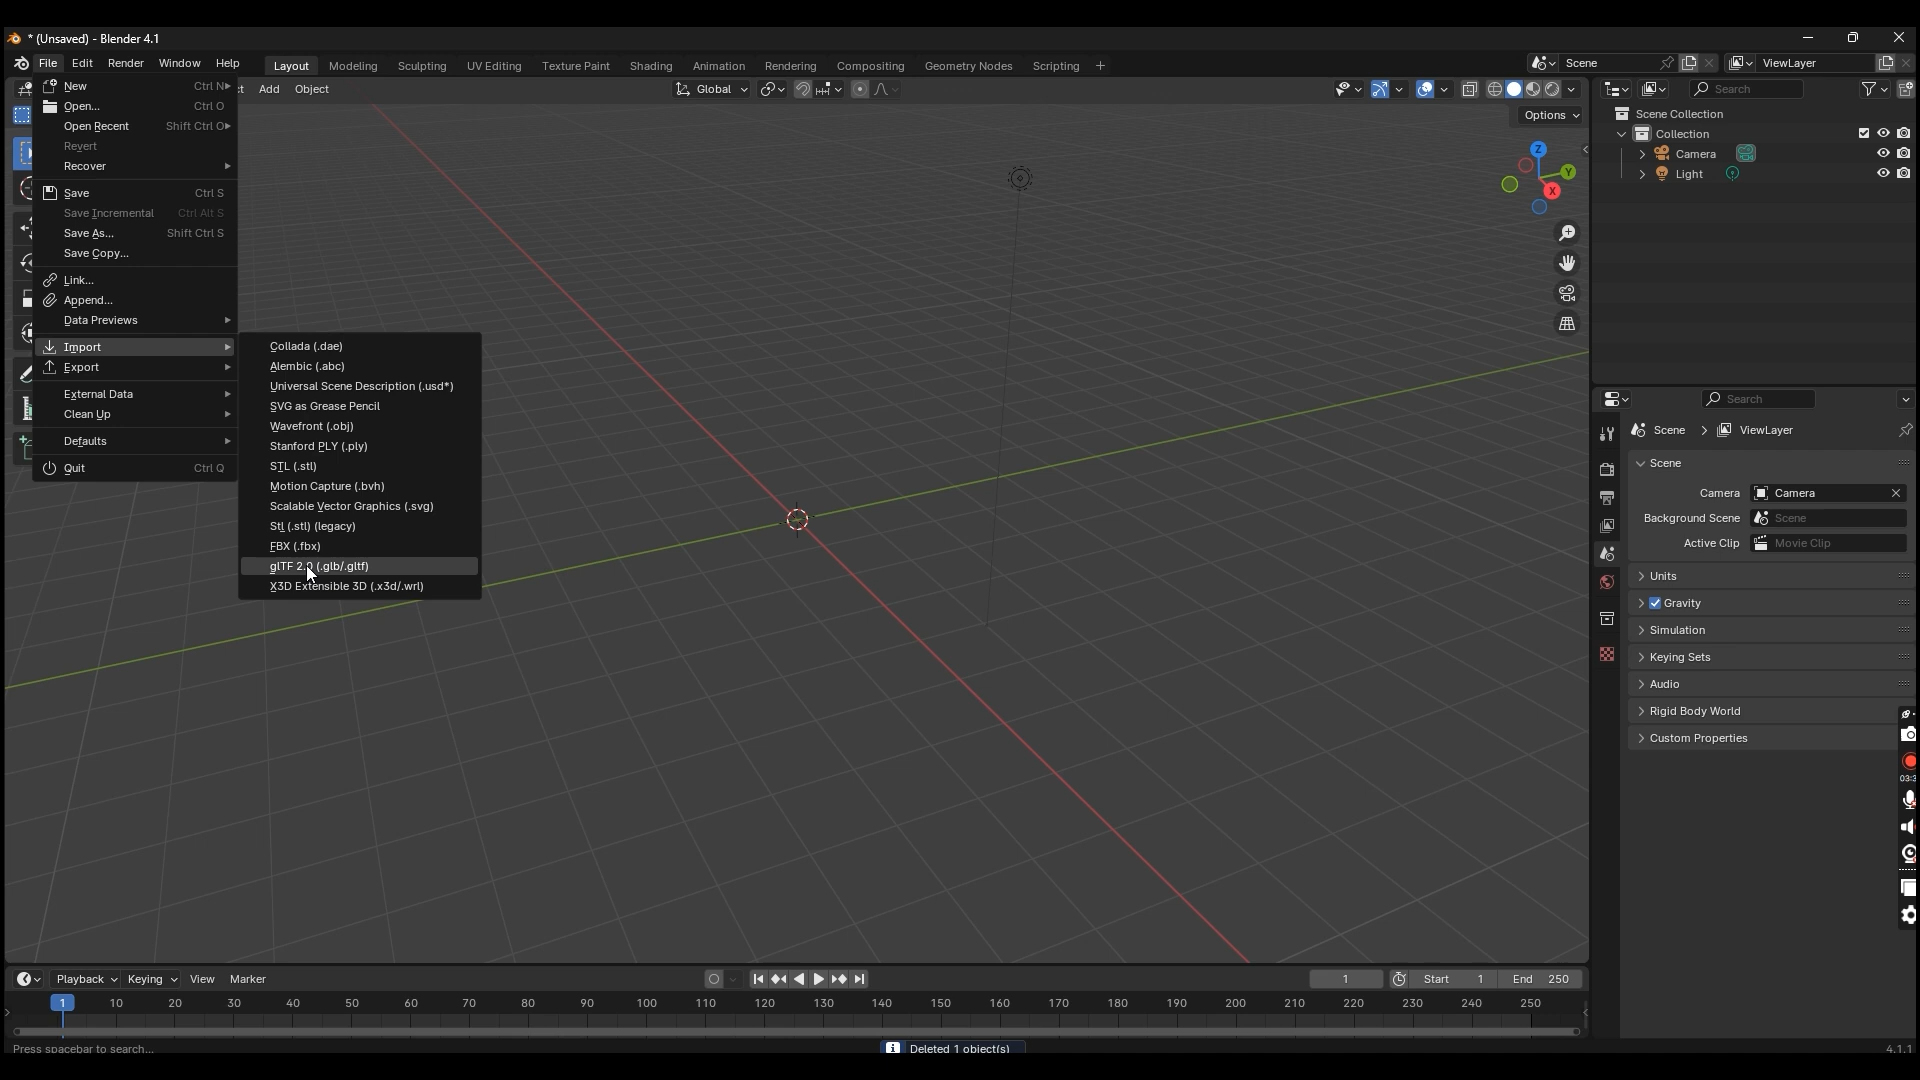 * (Unsaved) - Blender 4.1
File Edit Render Window Help Layout Modeling Sculpting UV Editing Texture Paint Shading Animation Rendering Compositing Geometry Nodes Scripting + Scene ViewLayer
Add Object Global
Search
Options
New Ctrl N
Open... Ctrl O
Open Recent Shift Ctrl O
Revert
Recover
Save Ctrl S
Save Incremental Ctrl Alt S
Save As... Shift Ctrl S
Save Copy...
Link...
Append...
Data Previews
Import
Export
External Data
Clean Up
Defaults
Quit Ctrl Q
Collada (.dae)
Alembic (.abc)
Universal Scene Description (.usd*)
SVG as Grease Pencil
Wavefront (.obj)
Stanford PLY (.ply)
STL (.stl)
Motion Capture (.bvh)
Scalable Vector Graphics (.svg)
Stl (.stl) (legacy)
FBX (.fbx)
glTF 2.0 (.glb/.gltf)
X3D Extensible 3D (.x3d/.wrl)
Z
Y
X
Scene Collection
Collection
Camera
Light
Search
Scene ViewLayer
Scene
Camera Camera
Background Scene Scene
Active Clip Movie Clip
Units
Gravity
Simulation
Keying Sets
Audio
Rigid Body World
Custom Properties
Playback Keying View Marker 1 Start 1 End 250
1 10 20 30 40 50 60 70 80 90 100 110 120 130 140 150 160 170 180 190 200 210 220 230 240 250
Press spacebar to search... Deleted 1 object(s) 4.1.1